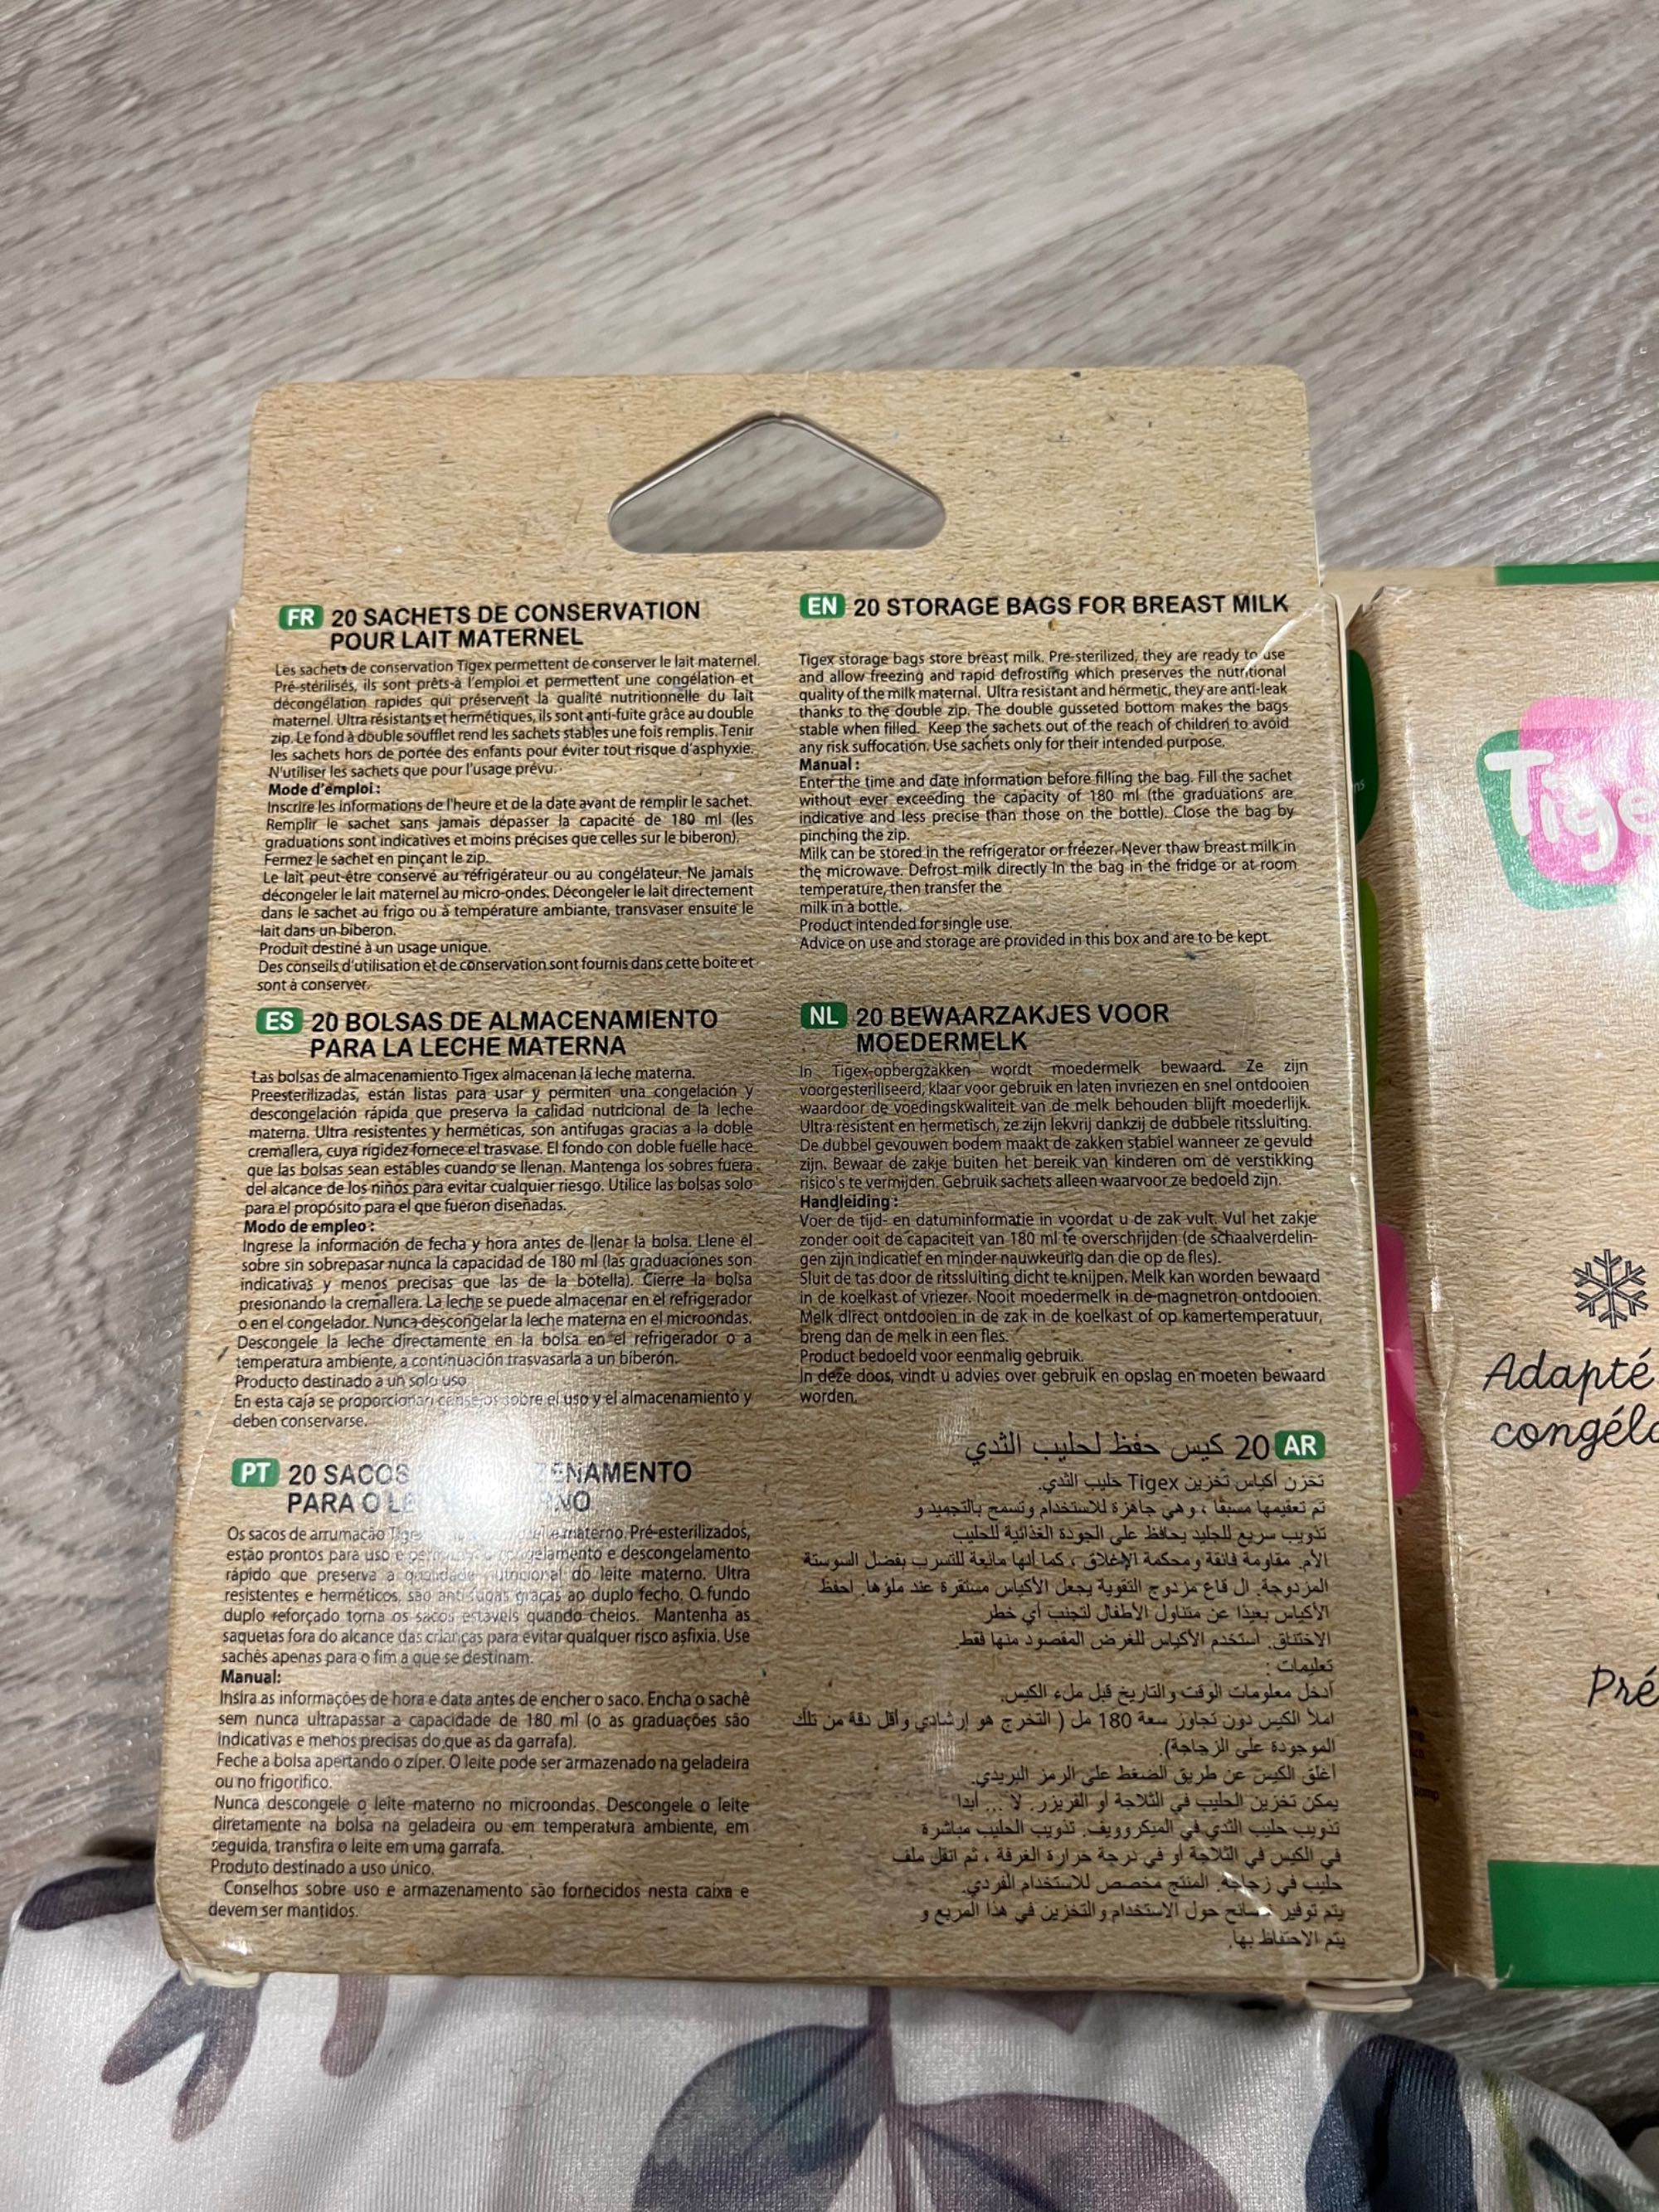 FR 20 SACHETS DE CONSERVATION
POUR LAIT MATERNEL
Les sachets de conservation Tigex permettent de conserver le lait maternel.
Pré-stérilisés, ils sont prêts-à l'emploi et permettent une congélation et
décongélation rapides qui préservent la qualité nutritionnelle du lait
maternel. Ultra résistants et hermétiques, ils sont anti-fuite grâce au double
zip. Le fond à double soufflet rend les sachets stables une fois remplis. Tenir
les sachets hors de portée des enfants pour éviter tout risque d'asphyxie.
N'utiliser les sachets que pour l'usage prévu.
Mode d'emploi :
Inscrire les informations de l'heure et de la date avant de remplir le sachet.
Remplir le sachet sans jamais dépasser la capacité de 180 ml (les
graduations sont indicatives et moins précises que celles sur le biberon).
Fermez le sachet en pinçant le zip.
Le lait peut-être conservé au réfrigérateur ou au congélateur. Ne jamais
décongeler le lait maternel au micro-ondes. Décongeler le lait directement
dans le sachet au frigo ou à température ambiante, transvaser ensuite le
lait dans un biberon.
Produit destiné à un usage unique.
Des conseils d'utilisation et de conservation sont fournis dans cette boite et
sont à conserver.
EN 20 STORAGE BAGS FOR BREAST MILK
Tigex storage bags store breast milk. Pre-sterilized, they are ready to use
and allow freezing and rapid defrosting which preserves the nutritional
quality of the milk maternal. Ultra resistant and hermetic, they are anti-leak
thanks to the double zip. The double gusseted bottom makes the bags
stable when filled. Keep the sachets out of the reach of children to avoid
any risk suffocation. Use sachets only for their intended purpose.
Manual :
Enter the time and date information before filling the bag. Fill the sachet
without ever exceeding the capacity of 180 ml (the graduations are
indicative and less precise than those on the bottle). Close the bag by
pinching the zip.
Milk can be stored in the refrigerator or freezer. Never thaw breast milk in
the microwave. Defrost milk directly in the bag in the fridge or at room
temperature, then transfer the
milk in a bottle.
Product intended for single use.
Advice on use and storage are provided in this box and are to be kept.
ES 20 BOLSAS DE ALMACENAMIENTO
PARA LA LECHE MATERNA
Las bolsas de almacenamiento Tigex almacenan la leche materna.
Preesterilizadas, están listas para usar y permiten una congelación y
descongelación rápida que preserva la calidad nutricional de la leche
materna. Ultra resistentes y herméticas, son antifugas gracias a la doble
cremallera, cuya rigidez fornece el trasvase. El fondo con doble fuelle hace
que las bolsas sean estables cuando se llenan. Mantenga los sobres fuera
del alcance de los niños para evitar cualquier riesgo. Utilice las bolsas solo
para el propósito para el que fueron diseñadas.
Modo de empleo :
Ingrese la información de fecha y hora antes de llenar la bolsa. Llene el
sobre sin sobrepasar nunca la capacidad de 180 ml (las graduaciones son
indicativas y menos precisas que las de la botella). Cierre la bolsa
presionando la cremallera. La leche se puede almacenar en el refrigerador
o en el congelador. Nunca descongelar la leche materna en el microondas.
Descongele la leche directamente en la bolsa en el refrigerador o a
temperatura ambiente, a continuación trasvasarla a un biberón.
Producto destinado a un solo uso
En esta caja se proporcionan consejos sobre el uso y el almacenamiento y
deben conservarse.
NL 20 BEWAARZAKJES VOOR
MOEDERMELK
In Tigex-opbergzakken wordt moedermelk bewaard. Ze zijn
voorgesteriliseerd, klaar voor gebruik en laten invriezen en snel ontdooien
waardoor de voedingskwaliteit van de melk behouden blijft moederlijk.
Ultra resistent en hermetisch, ze zijn lekvrij dankzij de dubbele ritssluiting.
De dubbel gevouwen bodem maakt de zakken stabiel wanneer ze gevuld
zijn. Bewaar de zakje buiten het bereik van kinderen om de verstikking
risico's te vermijden. Gebruik sachets alleen waarvoor ze bedoeld zijn.
Handleiding :
Voer de tijd- en datuminformatie in voordat u de zak vult. Vul het zakje
zonder ooit de capaciteit van 180 ml te overschrijden (de schaalverdelin-
gen zijn indicatief en minder nauwkeurig dan die op de fles).
Sluit de tas door de ritssluiting dicht te knijpen. Melk kan worden bewaard
in de koelkast of vriezer. Nooit moedermelk in de magnetron ontdooien.
Melk direct ontdooien in de zak in de koelkast of op kamertemperatuur,
breng dan de melk in een fles.
Product bedoeld voor eenmalig gebruik.
In deze doos, vindt u advies over gebruik en opslag en moeten bewaard
worden.
PT 20 SACOS
PARA O
Os sacos de arrumação materno. Pré-esterilizados,
estão prontos para uso e congelamento e descongelamento
rápido que preserva a qualidade nutricional do leite materno. Ultra
resistentes e herméticos, são anti-fugas graças ao duplo fecho. O fundo
duplo reforçado torna os sacos estáveis quando cheios. Mantenha as
saquetas fora do alcance das crianças para evitar qualquer risco asfixia. Use
sachês apenas para o fim a que se destinam.
Manual:
Insira as informações de hora e data antes de encher o saco. Encha o sachê
sem nunca ultrapassar a capacidade de 180 ml (o as graduações são
indicativas e menos precisas do que as da garrafa).
Feche a bolsa apertando o zíper. O leite pode ser armazenado na geladeira
ou no frigorífico.
Nunca descongele o leite materno no microondas. Descongele o leite
diretamente na bolsa na geladeira ou em temperatura ambiente, em
seguida, transfira o leite em uma garrafa.
Produto destinado a uso único.
Conselhos sobre uso e armazenamento são fornecidos nesta caixa e
devem ser mantidos.
AR 20 كيس حفظ لحليب الثدي
تخزن أكياس تخزين Tigex حليب الثدي.
تم تعقيمها مسبقًا ، وهي جاهزة للاستخدام وتسمح بالتجميد و
تذويب سريع للجليد يحافظ على الجودة الغذائية للحليب
الأم. مقاومة فائقة ومحكمة الإغلاق ، كما أنها مانعة للتسرب بفضل السوستة
المزدوجة. ال قاع مزدوج التقوية يجعل الأكياس مستقرة عند ملؤها. احفظ
الأكياس بعيدًا عن متناول الأطفال لتجنب أي خطر
الاختناق. استخدم الأكياس للغرض المقصود منها فقط.
تعليمات :
أدخل معلومات الوقت والتاريخ قبل ملء الكيس.
املأ الكيس دون تجاوز سعة 180 مل ( التخرج هو إرشادي وأقل دقة من تلك
الموجودة على الزجاجة).
أغلق الكيس عن طريق الضغط على الرمز البريدي.
يمكن تخزين الحليب في الثلاجة أو الفريزر. لا ... أبدا
تذويب حليب الثدي في الميكروويف. تذويب الحليب مباشرة
في الكيس في الثلاجة أو في درجة حرارة الغرفة ، ثم انقل ملف
حليب في زجاجة. المنتج مخصص للاستخدام الفردي.
يتم توفير حول الاستخدام والتخزين في هذا المربع و
يتم الاحتفاظ بها.
Adapté
Pré